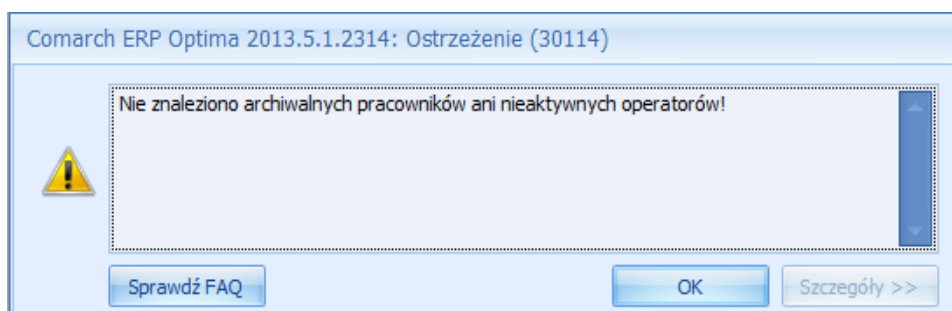 Comarch ERP Optima 2013.5.1.2314: Ostrzeżenie (30114)
Nie znaleziono archiwalnych pracowników ani nieaktywnych operatorów!
Sprawdź FAQ OK Szczegóły >>